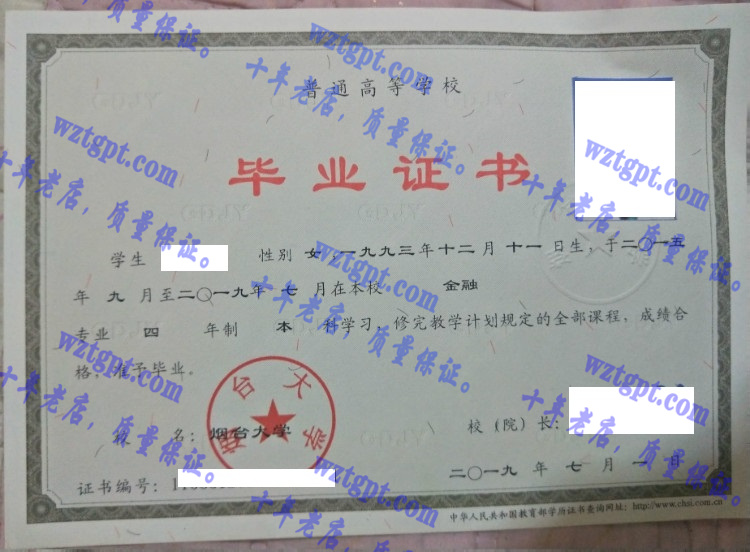 普通高等学校
毕业证书
学生 性别 女，一九九三年十二月十一日生，于二〇一五
年 九 月至二〇一九年 七 月在本校 金融
专业 四 年制 本 科学习，修完教学计划规定的全部课程，成绩合
格，准予毕业。
校 名：烟台大学
校（院）长：
二〇一九 年 七 月 一 日
证书编号：
中华人民共和国教育部学历证书查询网址：http://www.chsi.com.cn
烟台大学
wztgpt.com
十年老店，质量保证。